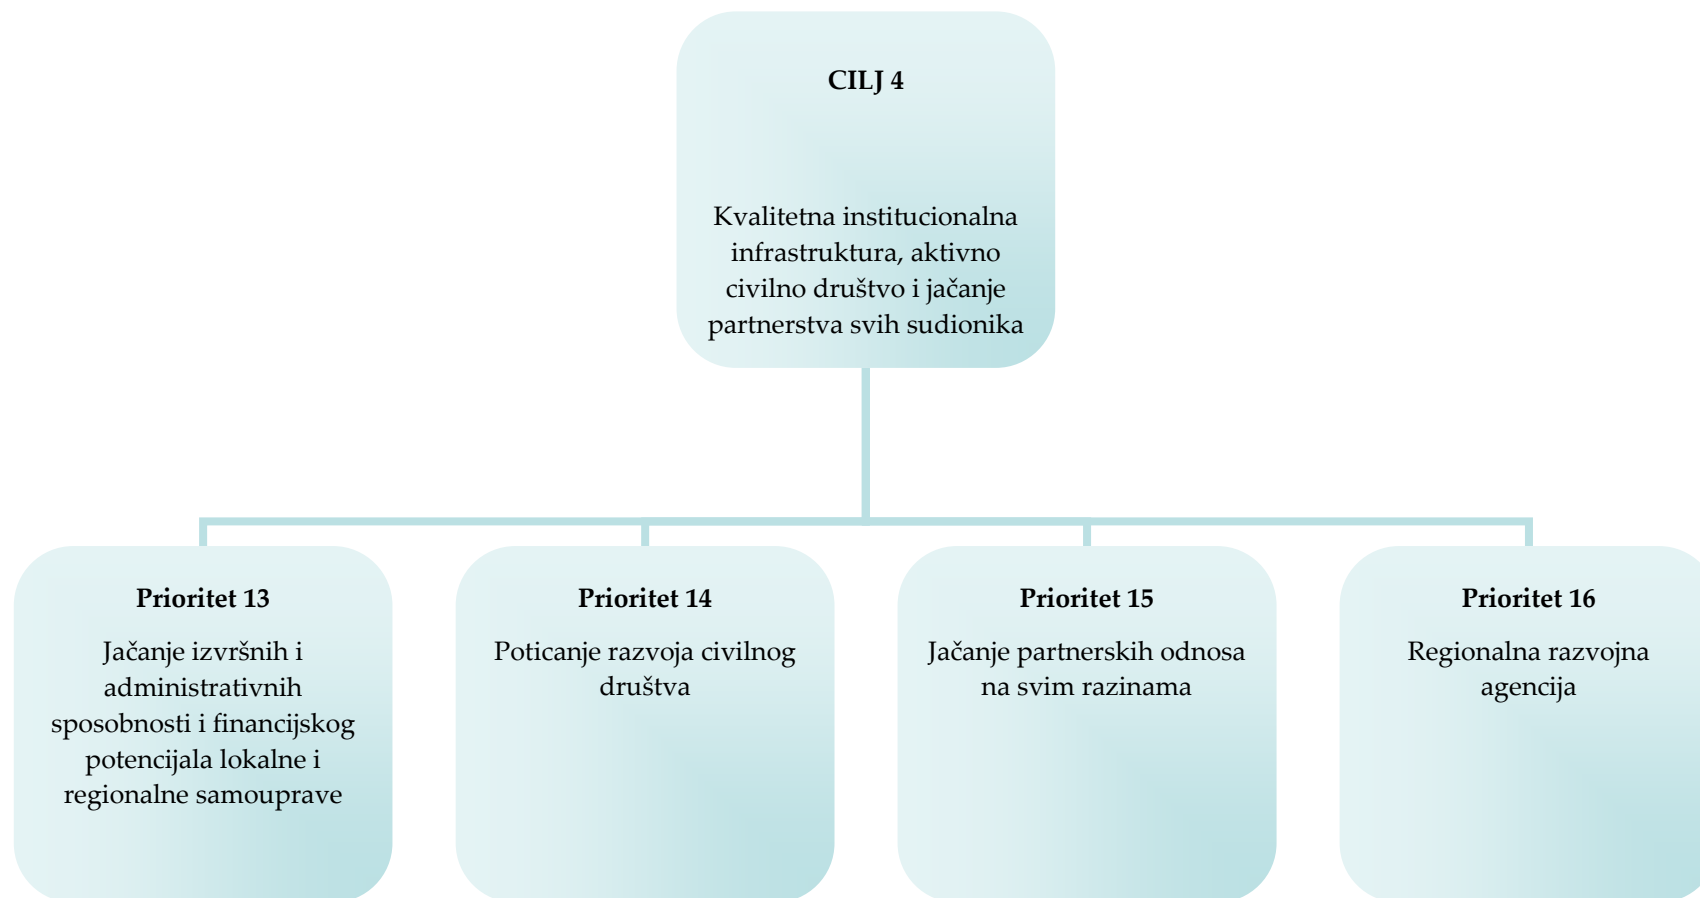 CILJ 4
Kvalitetna institucionalna
infrastruktura, aktivno
civilno društvo i jačanje
partnerstva svih sudionika
Prioritet 13
Jačanje izvršnih i
administrativnih
sposobnosti i financijskog
potencijala lokalne i
regionalne samouprave
Prioritet 14
Poticanje razvoja civilnog
društva
Prioritet 15
Jačanje partnerskih odnosa
na svim razinama
Prioritet 16
Regionalna razvojna
agencija